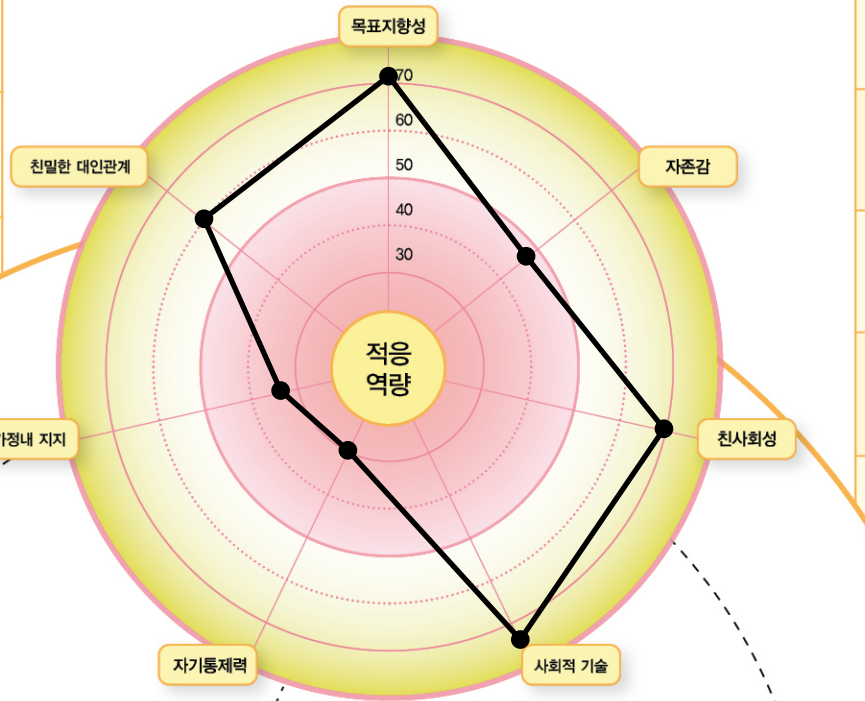 목표지향성
70
60
친밀한 대인관계
자존감
50
40
30
적응
역량
가정내 지지
친사회성
자기통제력
사회적 기술